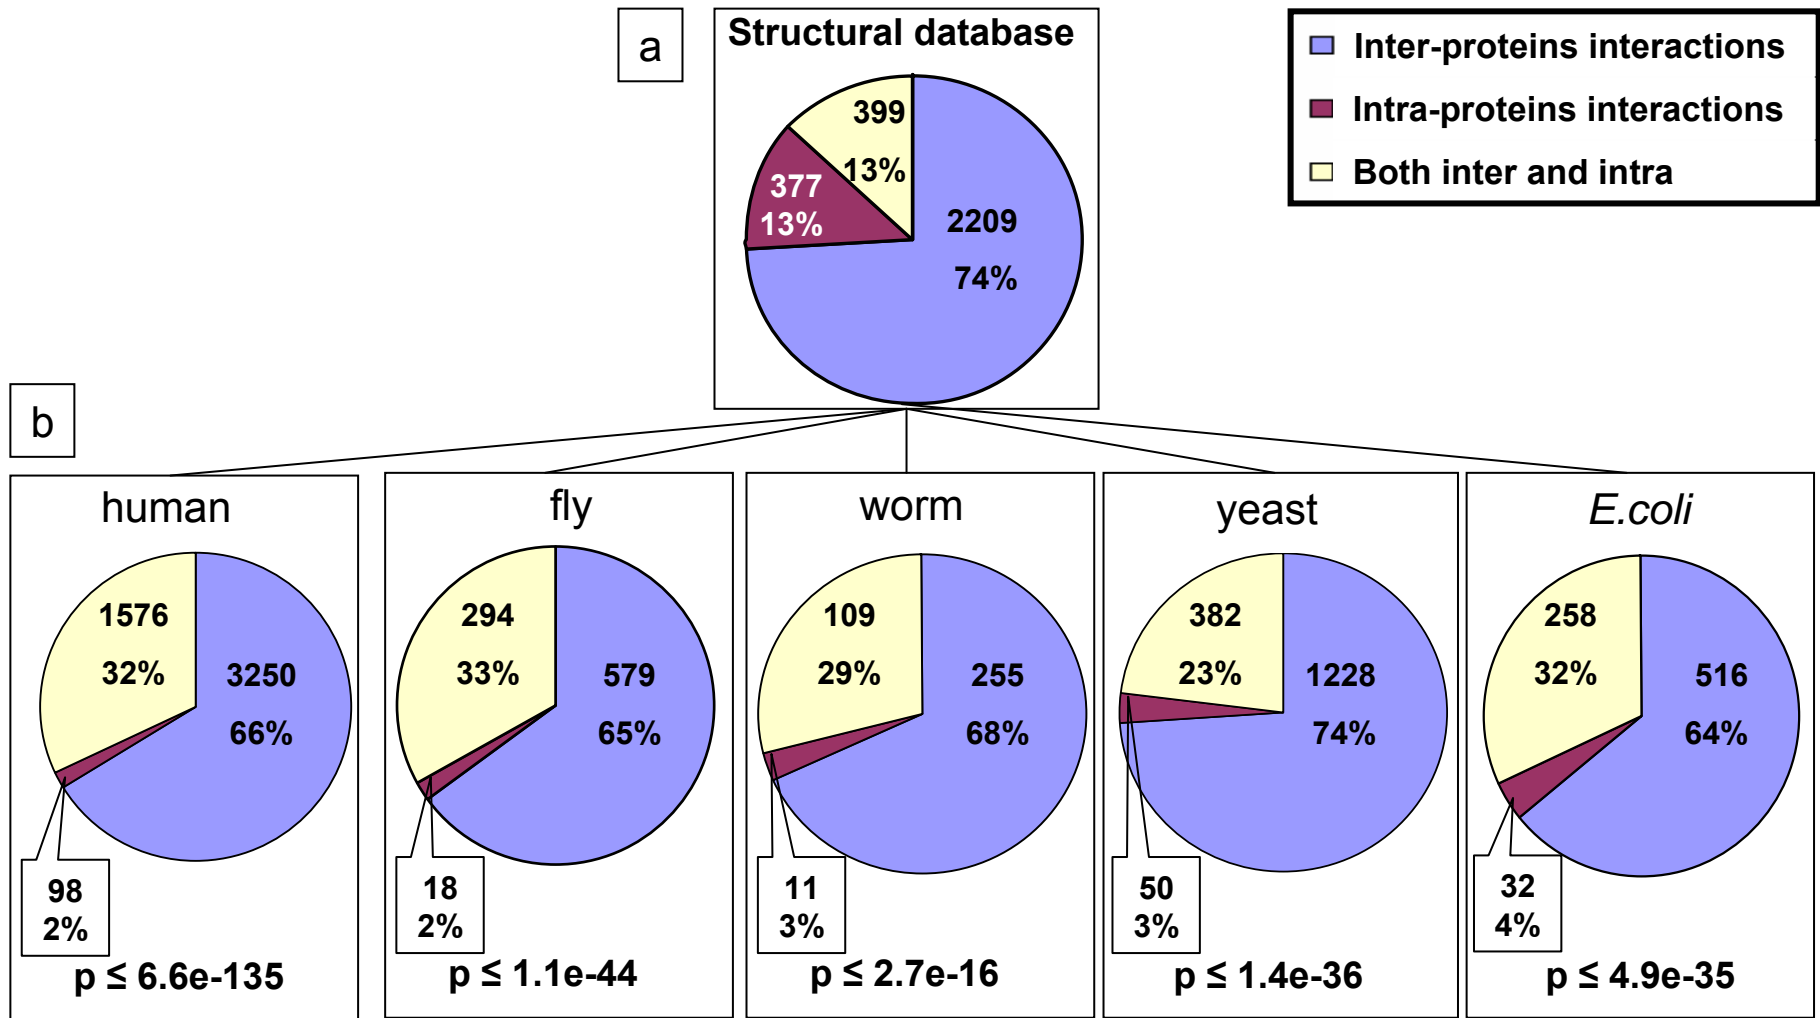 a
Structural database
399
13%
377
13%
2209
74%
Inter-proteins interactions
Intra-proteins interactions
Both inter and intra
b
human
1576
32%
3250
66%
98
2%
p ≤ 6.6e-135
fly
294
33%
579
65%
18
2%
p ≤ 1.1e-44
worm
109
29%
255
68%
11
3%
p ≤ 2.7e-16
yeast
382
23%
1228
74%
50
3%
p ≤ 1.4e-36
E.coli
258
32%
516
64%
32
4%
p ≤ 4.9e-35